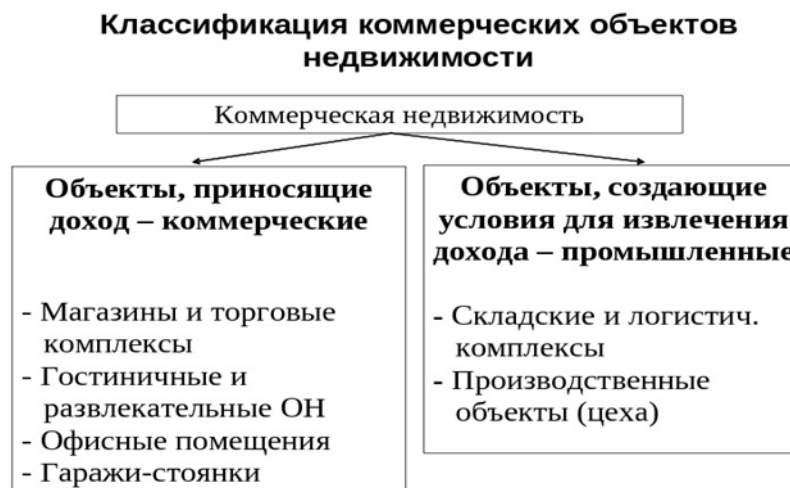 Классификация коммерческих объектов
недвижимости
Коммерческая недвижимость
Объекты, приносящие
доход – коммерческие
- Магазины и торговые
комплексы
- Гостиничные и
развлекательные ОН
- Офисные помещения
- Гаражи-стоянки
Объекты, создающие
условия для извлечения
дохода – промышленные
- Складские и логистич.
комплексы
- Производственные
объекты (цеха)